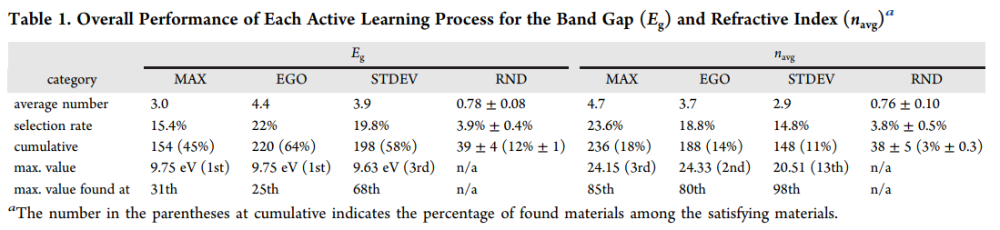 Table 1. Overall Performance of Each Active Learning Process for the Band Gap (Eg) and Refractive Index (navg)a
Eg navg
category MAX EGO STDEV RND MAX EGO STDEV RND
average number 3.0 4.4 3.9 0.78 ± 0.08 4.7 3.7 2.9 0.76 ± 0.10
selection rate 15.4% 22% 19.8% 3.9% ± 0.4% 23.6% 18.8% 14.8% 3.8% ± 0.5%
cumulative 154 (45%) 220 (64%) 198 (58%) 39 ± 4 (12% ± 1) 236 (18%) 188 (14%) 148 (11%) 38 ± 5 (3% ± 0.3)
max. value 9.75 eV (1st) 9.75 eV (1st) 9.63 eV (3rd) n/a 24.15 (3rd) 24.33 (2nd) 20.51 (13th) n/a
max. value found at 31th 25th 68th n/a 85th 80th 98th n/a
aThe number in the parentheses at cumulative indicates the percentage of found materials among the satisfying materials.